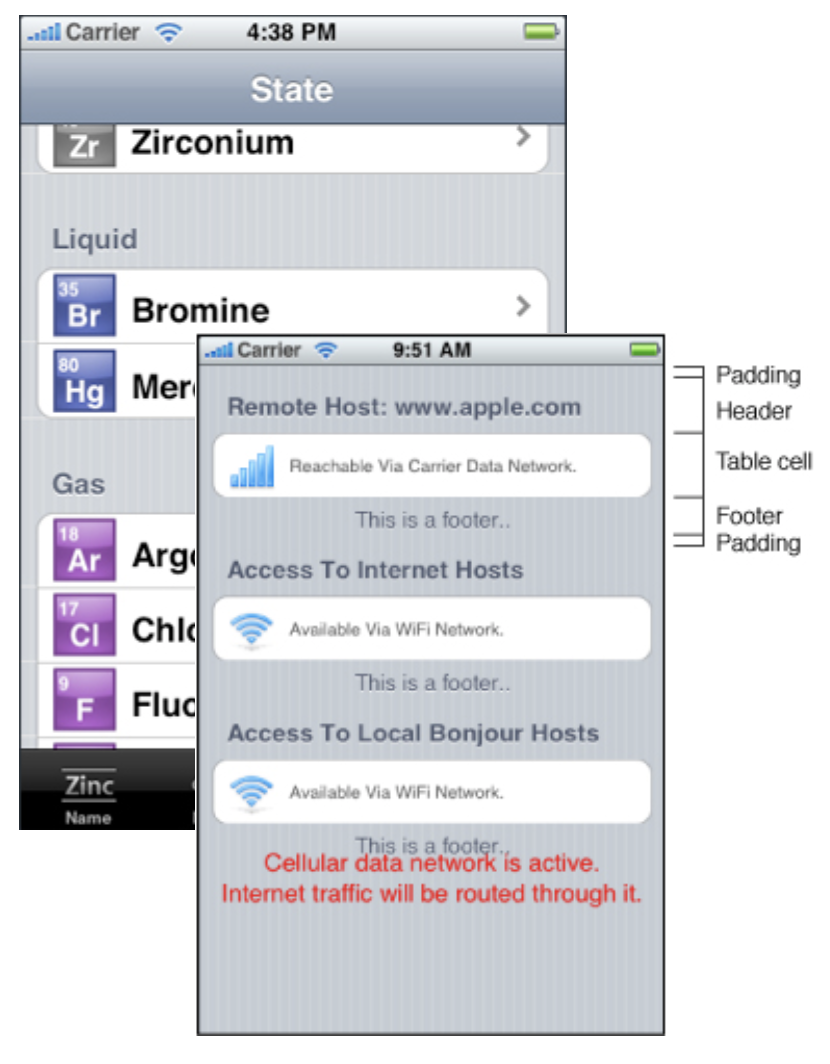 Carrier 4:38 PM
State
Zr Zirconium
Liquid
35
Br Bromine
80
Hg
Gas
18
Ar
17
Cl
9
F
Zinc
Name
Carrier 9:51 AM
Remote Host: www.apple.com
Reachable Via Carrier Data Network.
This is a footer..
Access To Internet Hosts
Available Via WiFi Network.
This is a footer..
Access To Local Bonjour Hosts
Available Via WiFi Network.
This is a footer..
Cellular data network is active.
Internet traffic will be routed through it.
Padding
Header
Table cell
Footer
Padding